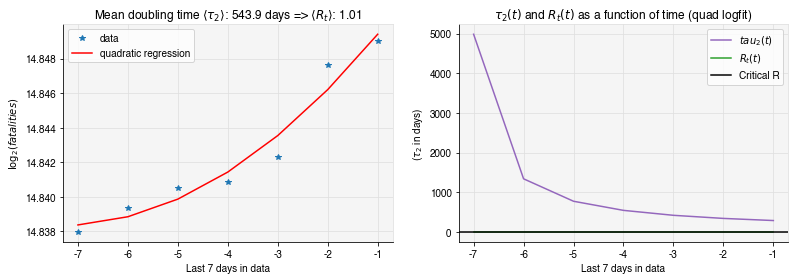 Mean doubling time ⟨τ₂⟩: 543.9 days => ⟨Rₜ⟩: 1.01
data
quadratic regression
log₂(fatalities)
14.848
14.846
14.844
14.842
14.840
14.838
-7 -6 -5 -4 -3 -2 -1
Last 7 days in data
τ₂(t) and Rₜ(t) as a function of time (quad logfit)
tau₂(t)
Rₜ(t)
Critical R
(τ₂ in days)
5000
4000
3000
2000
1000
0
-7 -6 -5 -4 -3 -2 -1
Last 7 days in data